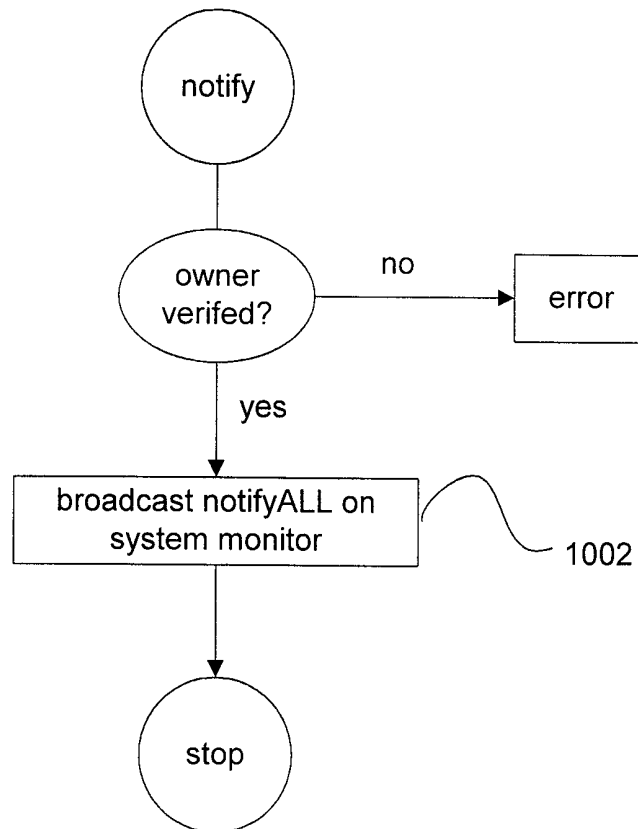 notify
owner
verifed?
no
error
yes
broadcast notifyALL on
system monitor
1002
stop